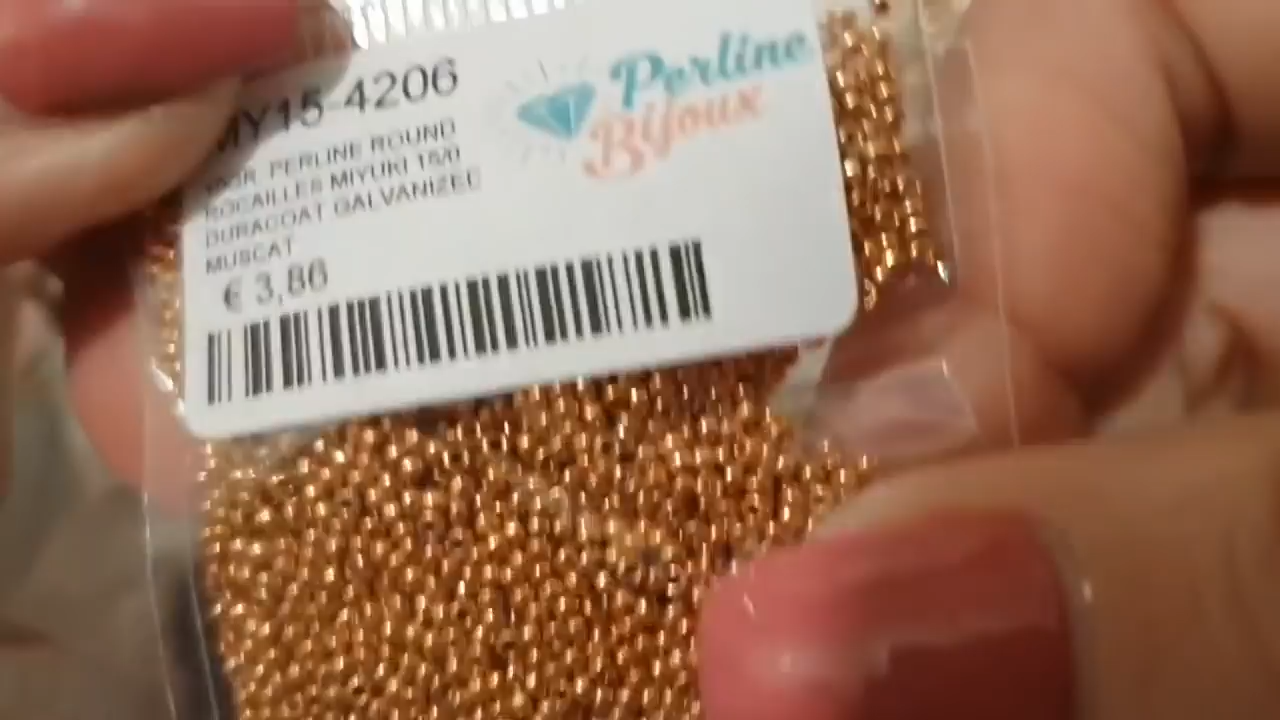 MY15-4206
PERLINE ROUND
ROCAILLES MIYUKI 15/0
DURACOAT GALVANIZED
MUSCAT
€ 3,86
Perline
Bijoux